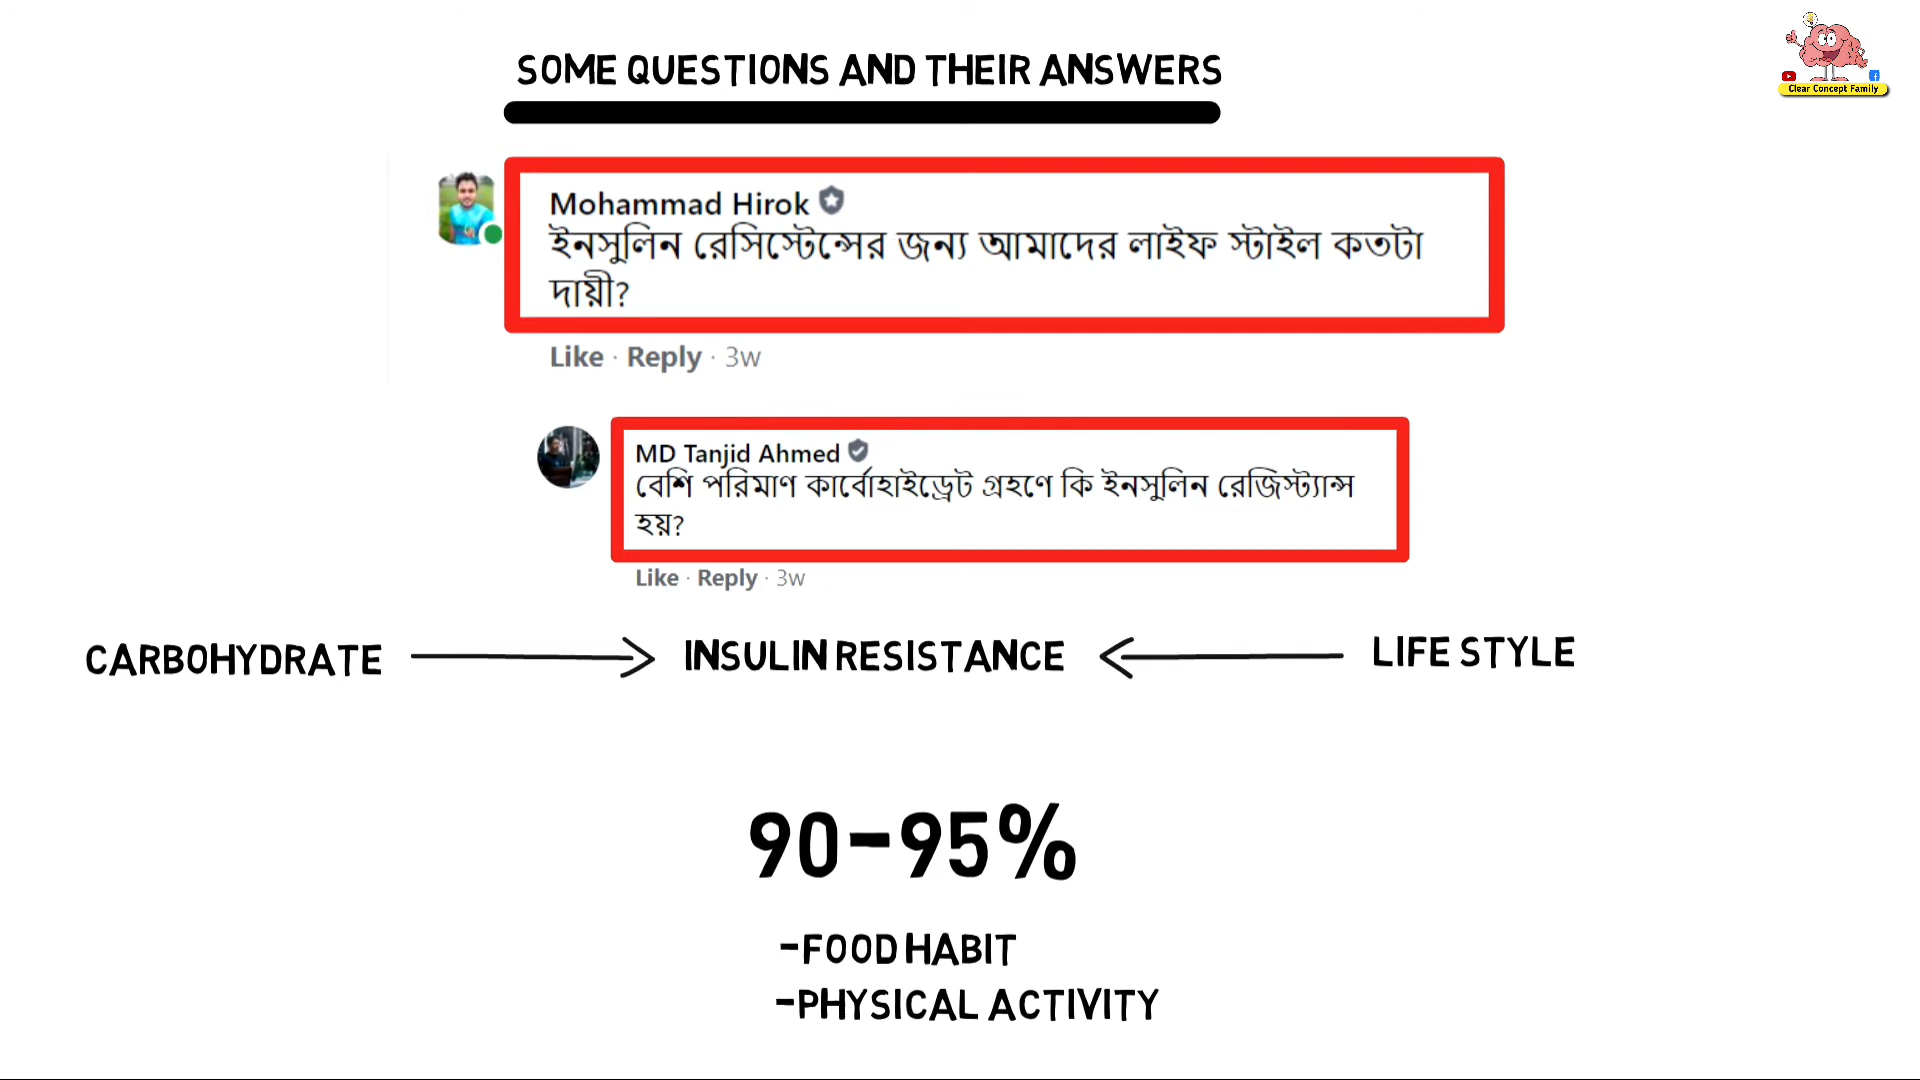 Clear Concept Family
SOME QUESTIONS AND THEIR ANSWERS
Mohammad Hirok
ইনসুলিন রেসিস্টেন্সের জন্য আমাদের লাইফ স্টাইল কতটা
দায়ী?
Like · Reply · 3w
MD Tanjid Ahmed
বেশি পরিমাণ কার্বোহাইড্রেট গ্রহণে কি ইনসুলিন রেজিস্ট্যান্স
হয়?
Like · Reply · 3w
CARBOHYDRATE INSULIN RESISTANCE LIFE STYLE
90-95%
-FOOD HABIT
-PHYSICAL ACTIVITY